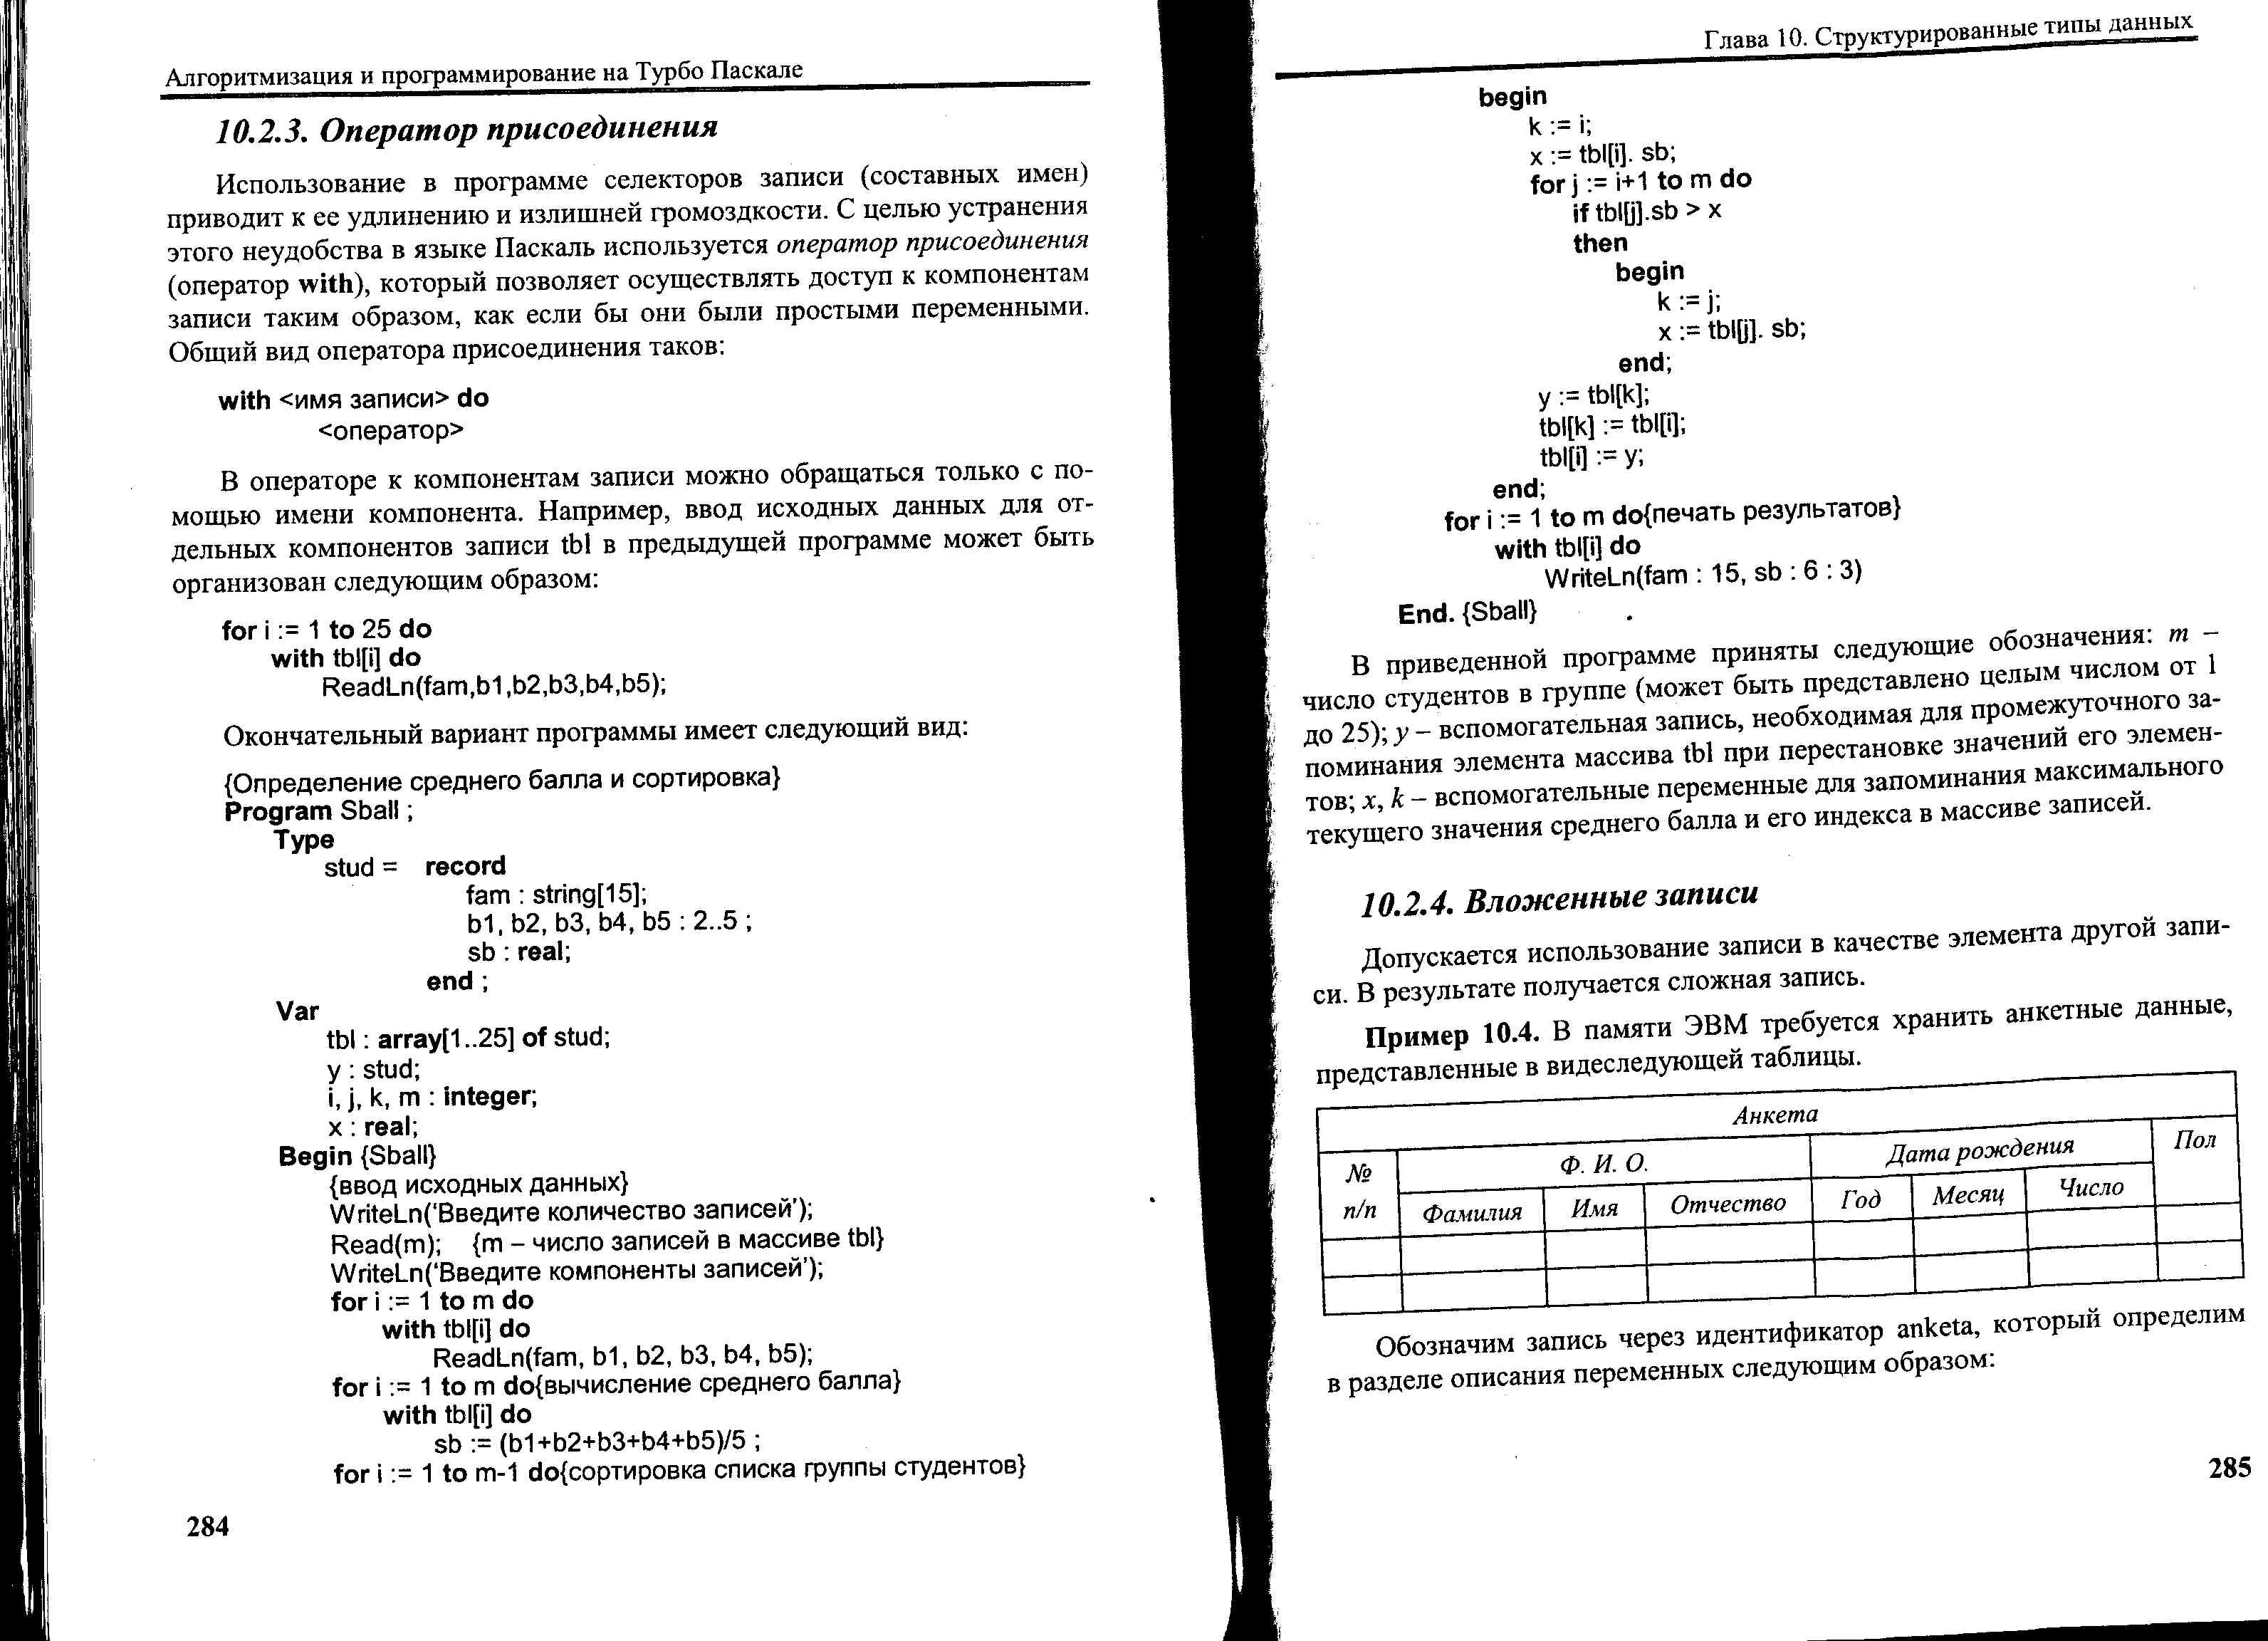 Алгоритмизация и программирование на Турбо Паскале
10.2.3. Оператор присоединения
Использование в программе селекторов записи (составных имен)
приводит к ее удлинению и излишней громоздкости. С целью устранения
этого неудобства в языке Паскаль используется оператор присоединения
(оператор with), который позволяет осуществлять доступ к компонентам
записи таким образом, как если бы они были простыми переменными.
Общий вид оператора присоединения таков:
with <имя записи> do
<оператор>
В операторе к компонентам записи можно обращаться только с по-
мощью имени компонента. Например, ввод исходных данных для от-
дельных компонентов записи tbl в предыдущей программе может быть
организован следующим образом:
for i := 1 to 25 do
with tbl[i] do
ReadLn(fam,b1,b2,b3,b4,b5);
Окончательный вариант программы имеет следующий вид:
{Определение среднего балла и сортировка}
Program Sball ;
Type
stud = record
fam : string[15];
b1, b2, b3, b4, b5 : 2..5 ;
sb : real;
end ;
Var
tbl : array[1..25] of stud;
y : stud;
i, j, k, m : integer;
x : real;
Begin {Sball}
{ввод исходных данных}
WriteLn(‘Введите количество записей’);
Read(m); {m – число записей в массиве tbl}
WriteLn(‘Введите компоненты записей’);
for i := 1 to m do
with tbl[i] do
ReadLn(fam, b1, b2, b3, b4, b5);
for i := 1 to m do{вычисление среднего балла}
with tbl[i] do
sb := (b1+b2+b3+b4+b5)/5 ;
for i := 1 to m-1 do{сортировка списка группы студентов}
284
Глава 10. Структурированные типы данных
begin
k := i;
x := tbl[i]. sb;
for j := i+1 to m do
if tbl[j].sb > x
then
begin
k := j;
x := tbl[j]. sb;
end;
y := tbl[k];
tbl[k] := tbl[i];
tbl[i] := y;
end;
for i := 1 to m do{печать результатов}
with tbl[i] do
WriteLn(fam : 15, sb : 6 : 3)
End. {Sball}
В приведенной программе приняты следующие обозначения: m –
число студентов в группе (может быть представлено целым числом от 1
до 25); y – вспомогательная запись, необходимая для промежуточного за-
поминания элемента массива tbl при перестановке значений его элемен-
тов; x, k – вспомогательные переменные для запоминания максимального
текущего значения среднего балла и его индекса в массиве записей.
10.2.4. Вложенные записи
Допускается использование записи в качестве элемента другой запи-
си. В результате получается сложная запись.
Пример 10.4. В памяти ЭВМ требуется хранить анкетные данные,
представленные в видеследующей таблицы.
Анкета
№ п/п
Ф. И. О.
Дата рождения
Пол
Фамилия Имя Отчество Год Месяц Число
Обозначим запись через идентификатор anketa, который определим
в разделе описания переменных следующим образом:
285